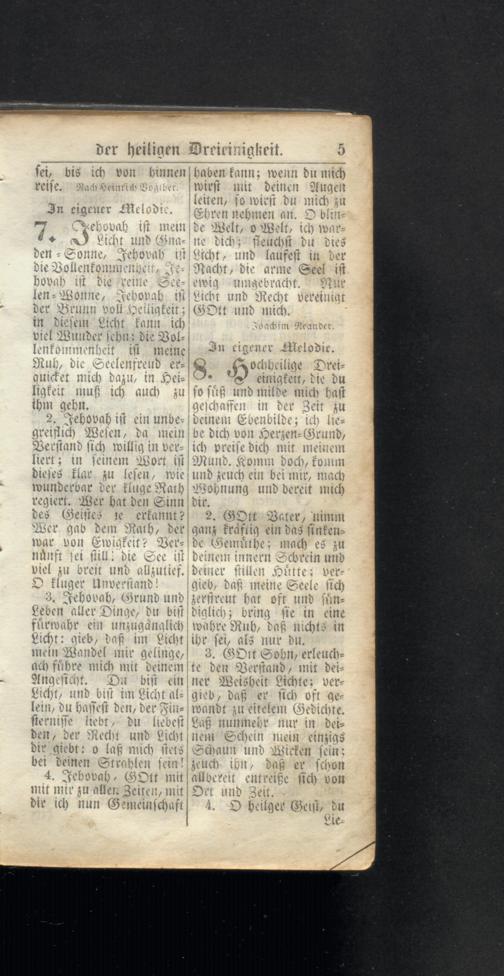 der heiligen Dreieinigkeit. 5
sei, bis ich von hinnen
reise. Nach Heinrich Voglher.
In eigener Melodie.
7. Jehovah ist mein
Licht und Gna-
den-Sonne, Jehovah ist
die Vollenkommenheit, Je-
hovah ist die reine See-
len-Wonne, Jehovah ist
der Brunn voll Heiligkeit;
in diesem Licht kann ich
viel Wunder sehn: die Vol-
lenkommenheit ist meine
Ruh, die Seelenfreud er-
quicket mich dazu, in Hei-
ligkeit muß ich auch zu
ihm gehn.
2. Jehovah ist ein unbe-
greiflich Wesen, da mein
Verstand sich willig in ver-
liert; in seinem Wort ist
dieses klar zu lesen, wie
wunderbar der kluge Rath
regiert. Wer hat den Sinn
des Geistes je erkannt?
Wer gab dem Rath, der
war von Ewigkeit? Ver-
nunft sei still! die See ist
viel zu breit und allzutief.
O kluger Unverstand!
3. Jehovah, Grund und
Leben aller Dinge, du bist
fürwahr ein unzugänglich
Licht: gieb, daß im Licht
mein Wandel mir gelinge,
ach führe mich mit deinem
Angesicht. Du bist ein
Licht, und bist im Licht al-
lein, du hassest den, der Fin-
sternisse liebt, du liebest
den, der Recht und Licht
dir giebt: o laß mich stets
bei deinen Strahlen sein!
4. Jehovah, GOtt mit
mit mir zu allen Zeiten, mit
dir ich nun Gemeinschaft
haben kann; wenn du mich
wirst mit deinen Augen
leiten, so wirst du mich zu
Ehren nehmen an. O blin-
de Welt, o Welt, ich war-
ne dich; fleuchst du dies
Licht, und laufest in der
Nacht, die arme Seel ist
ewig umgebracht. Nur
Licht und Recht vereinigt
GOtt und mich.
Joachim Neander.
In eigener Melodie.
8. Hochheilige Drei-
einigkeit, die du
so süß und milde mich hast
geschaffen in der Zeit zu
deinem Ebenbilde; ich lie-
be dich von Herzen-Grund,
ich preise dich mit meinem
Mund. Komm doch, komm
und zeuch ein bei mir, mach
Wohnung und bereit mich
dir.
2. GOtt Vater, nimm
ganz kräftig ein das sinken-
de Gemüthe; mach es zu
deinem innern Schrein und
deiner stillen Hütte; ver-
gieb, daß meine Seele sich
zerstreut hat oft und sün-
diglich; bring sie in eine
wahre Ruh, daß nichts in
ihr sei, als nur du.
3. GOtt Sohn, erleuch-
te den Verstand, mit dei-
ner Weisheit Lichte; ver-
gieb, daß er sich oft ge-
wandt zu eitelem Gedichte.
Laß nunmehr nur in dei-
nem Schein mein einzigs
Schaun und Wirken sein;
zeuch ihn, daß er schon
allbereit entreiße sich von
Ort und Zeit.
4. O heilger Geist, du
Lie-